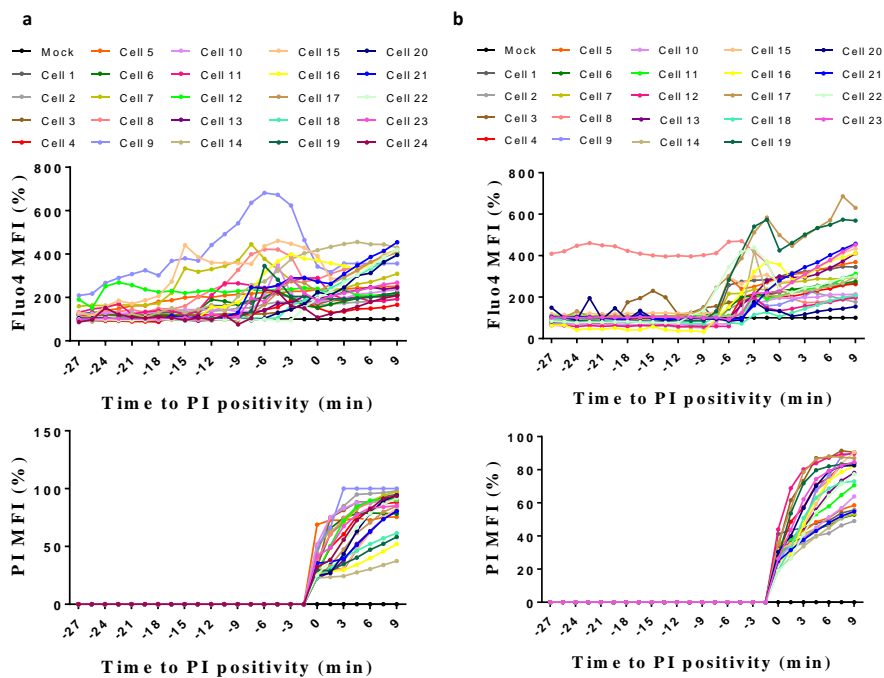 a
Mock Cell 5 Cell 10 Cell 15 Cell 20
Cell 1 Cell 6 Cell 11 Cell 16 Cell 21
Cell 2 Cell 7 Cell 12 Cell 17 Cell 22
Cell 3 Cell 8 Cell 13 Cell 18 Cell 23
Cell 4 Cell 9 Cell 14 Cell 19 Cell 24
Fluo4 MFI (%)
800
600
400
200
0
-27 -24 -21 -18 -15 -12 -9 -6 -3 0 3 6 9
Time to PI positivity (min)
PI MFI (%)
150
100
50
0
-27 -24 -21 -18 -15 -12 -9 -6 -3 0 3 6 9
Time to PI positivity (min)
b
Mock Cell 5 Cell 10 Cell 15 Cell 20
Cell 1 Cell 6 Cell 11 Cell 16 Cell 21
Cell 2 Cell 7 Cell 12 Cell 17 Cell 22
Cell 3 Cell 8 Cell 13 Cell 18 Cell 23
Cell 4 Cell 9 Cell 14 Cell 19
Fluo4 MFI (%)
800
600
400
200
0
-27 -24 -21 -18 -15 -12 -9 -6 -3 0 3 6 9
Time to PI positivity (min)
PI MFI (%)
100
80
60
40
20
0
-27 -24 -21 -18 -15 -12 -9 -6 -3 0 3 6 9
Time to PI positivity (min)